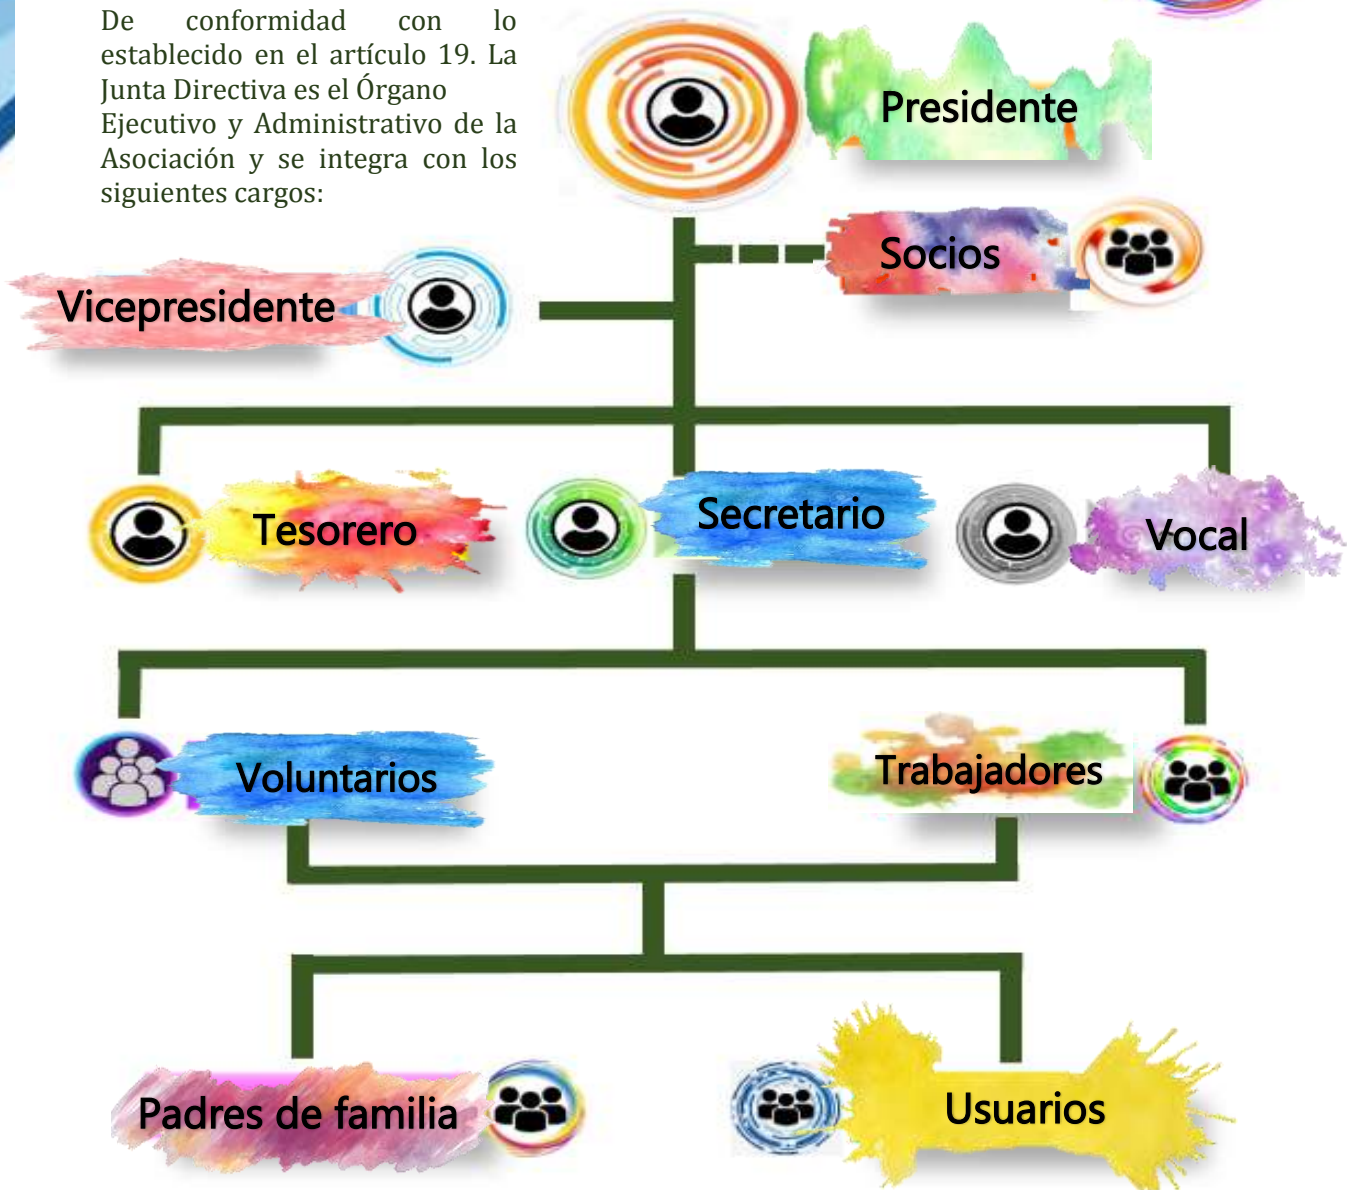 De conformidad con lo
establecido en el artículo 19. La
Junta Directiva es el Órgano
Ejecutivo y Administrativo de la
Asociación y se integra con los
siguientes cargos:
Presidente
Socios
Vicepresidente
Tesorero
Secretario
Vocal
Voluntarios
Trabajadores
Padres de familia
Usuarios